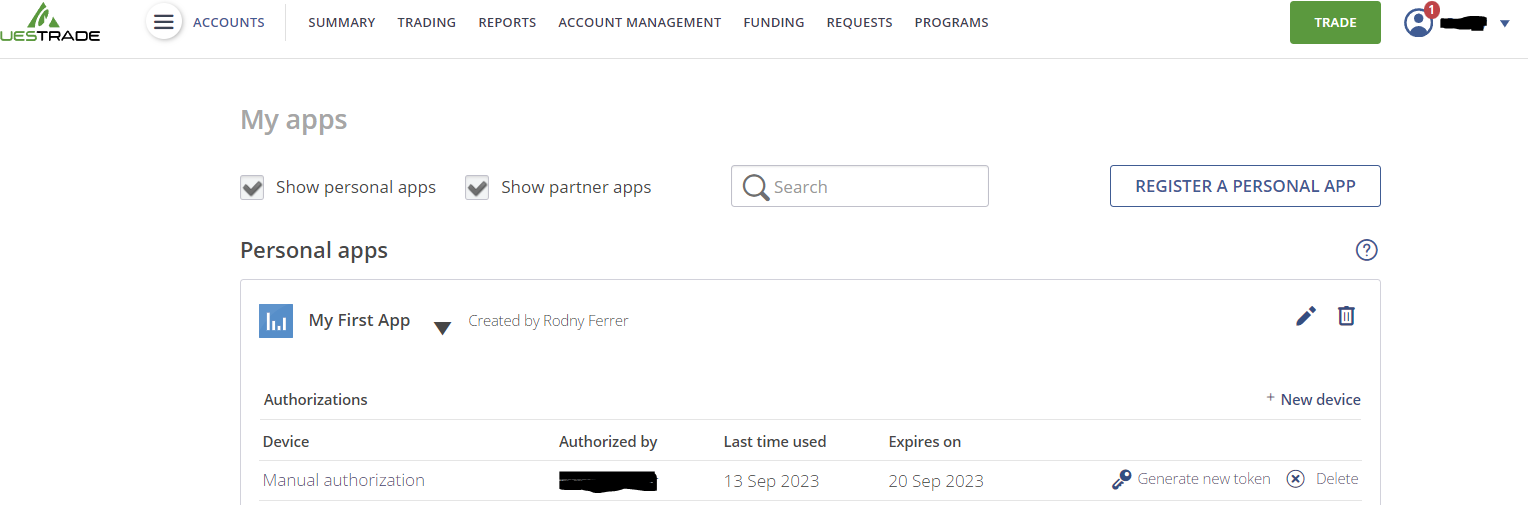 UESTRADE
ACCOUNTS SUMMARY TRADING REPORTS ACCOUNT MANAGEMENT FUNDING REQUESTS PROGRAMS TRADE 1
My apps
Show personal apps Show partner apps Search REGISTER A PERSONAL APP
Personal apps ?
My First App Created by Rodny Ferrer
Authorizations + New device
Device Authorized by Last time used Expires on
Manual authorization 13 Sep 2023 20 Sep 2023 Generate new token Delete